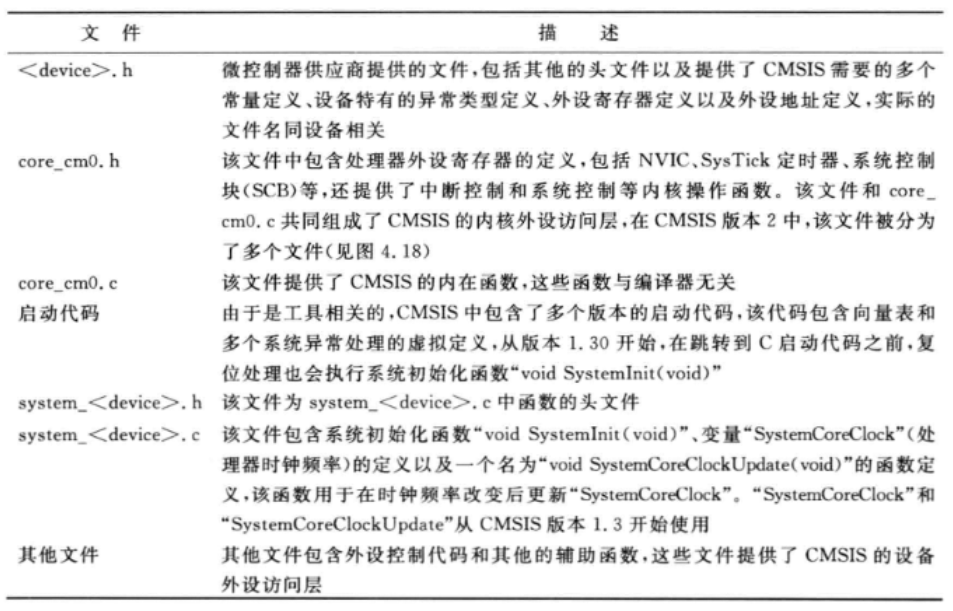 文 件 描 述
<device>.h 微控制器供应商提供的文件,包括其他的头文件以及提供了 CMSIS 需要的多个
常量定义、设备特有的异常类型定义、外设寄存器定义以及外设地址定义,实际的
文件名同设备相关
core_cm0.h 该文件中包含处理器外设寄存器的定义,包括 NVIC、SysTick 定时器、系统控制
块(SCB)等,还提供了中断控制和系统控制等内核操作函数。该文件和 core_
cm0.c 共同组成了 CMSIS 的内核外设访问层,在 CMSIS 版本 2 中,该文件被分为
了多个文件(见图 4.18)
core_cm0.c 该文件提供了 CMSIS 的内在函数,这些函数与编译器无关
启动代码 由于是工具相关的,CMSIS 中包含了多个版本的启动代码,该代码包含向量表和
多个系统异常处理的虚拟定义,从版本 1.30 开始,在跳转到 C 启动代码之前,复
位处理也会执行系统初始化函数“void SystemInit(void)”
system_<device>.h 该文件为 system_<device>.c 中函数的头文件
system_<device>.c 该文件包含系统初始化函数“void SystemInit(void)”、变量“SystemCoreClock”(处
理器时钟频率)的定义以及一个名为“void SystemCoreClockUpdate(void)”的函数定
义,该函数用于在时钟频率改变后更新“SystemCoreClock”。“SystemCoreClock”和
“SystemCoreClockUpdate”从 CMSIS 版本 1.3 开始使用
其他文件 其他文件包含外设控制代码和其他的辅助函数,这些文件提供了 CMSIS 的设备
外设访问层